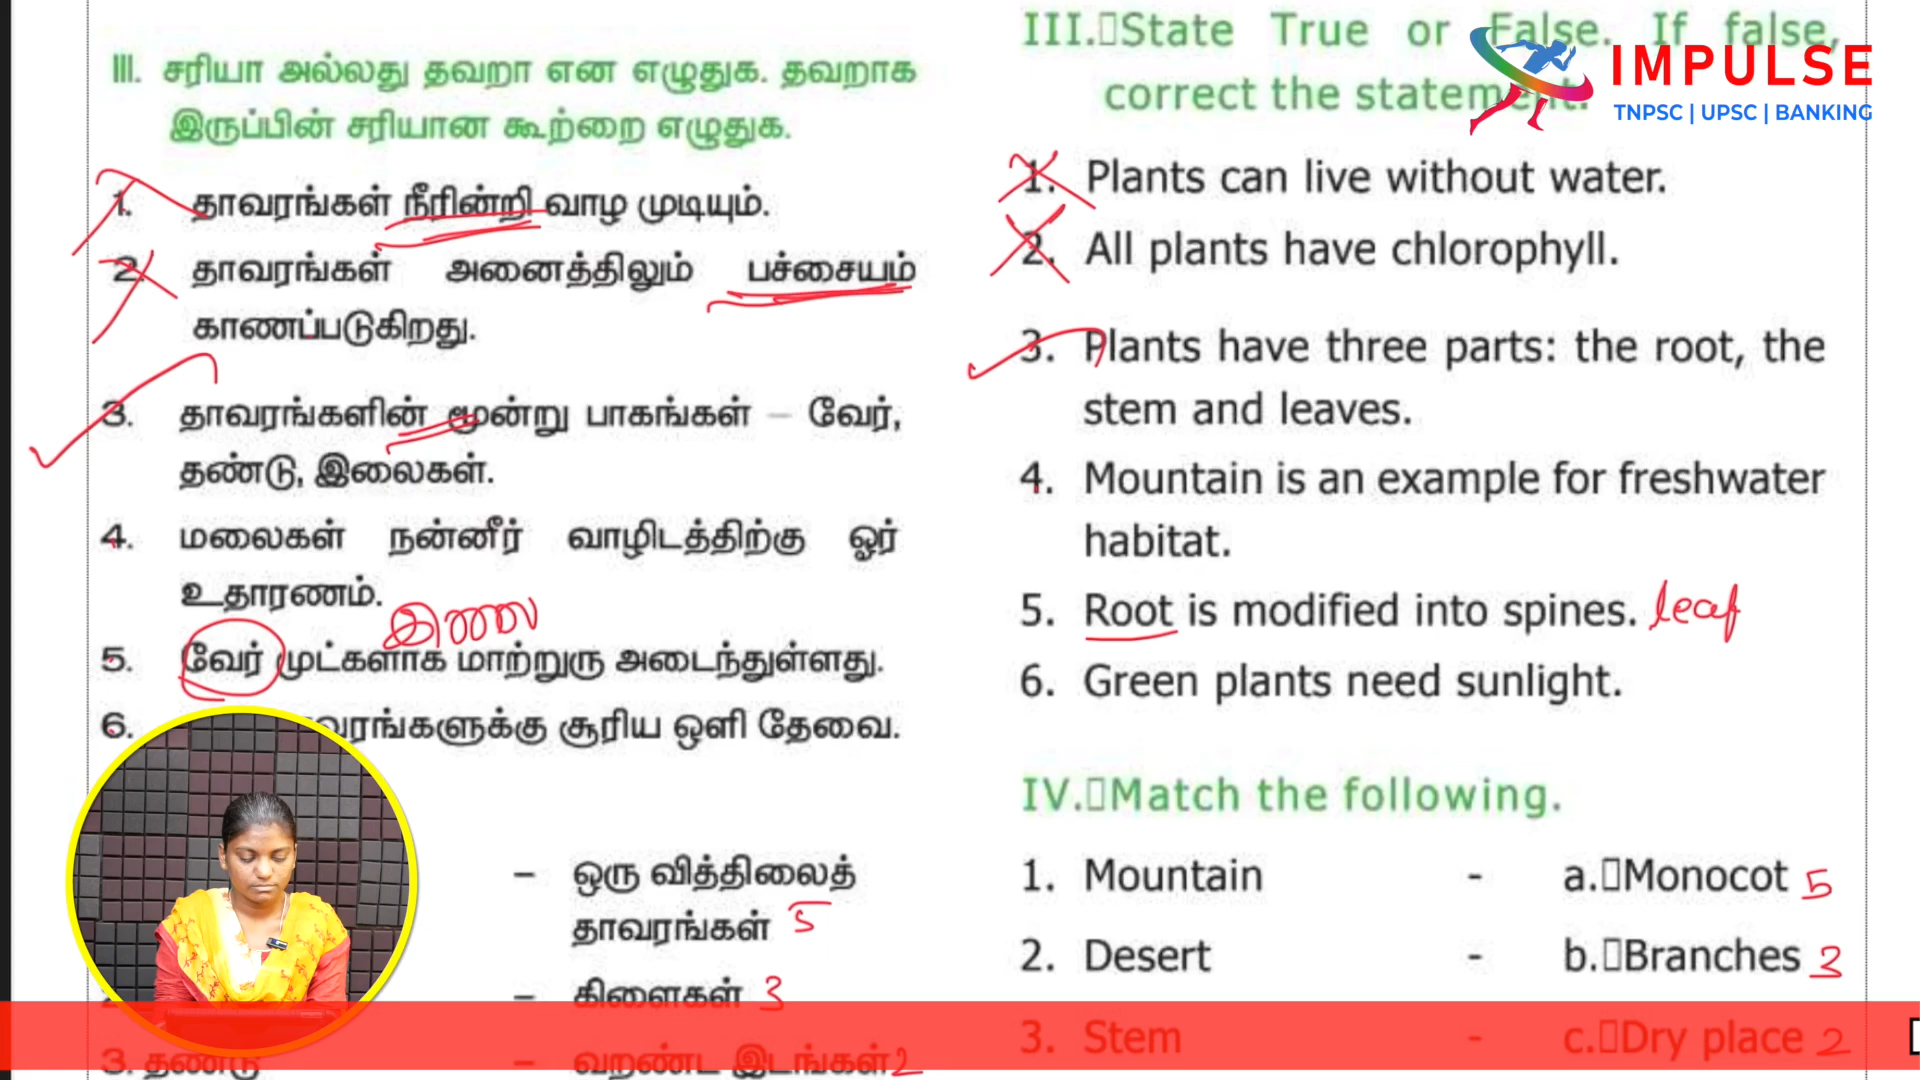 III. சரியா அல்லது தவறா என எழுதுக. தவறாக
இருப்பின் சரியான கூற்றை எழுதுக.
1. தாவரங்கள் நீரின்றி வாழ முடியும்.
2. தாவரங்கள் அனைத்திலும் பச்சையம்
காணப்படுகிறது.
3. தாவரங்களின் மூன்று பாகங்கள் – வேர்,
தண்டு, இலைகள்.
4. மலைகள் நன்னீர் வாழிடத்திற்கு ஓர்
உதாரணம்.
இலை
5. வேர் முட்களாக மாற்றுரு அடைந்துள்ளது.
6. சூரிய ஒளி தேவை.
– ஒரு வித்திலைத்
தாவரங்கள் 5
– கிளைகள் 3
3. தண்டு – வறண்ட இடங்கள் 2
III. State True or False. If false,
correct the statement.
1. Plants can live without water.
2. All plants have chlorophyll.
3. Plants have three parts: the root, the
stem and leaves.
4. Mountain is an example for freshwater
habitat.
5. Root is modified into spines. leaf
6. Green plants need sunlight.
IV. Match the following.
1. Mountain - a. Monocot 5
2. Desert - b. Branches 3
3. Stem - c. Dry place 2
IMPULSE
TNPSC | UPSC | BANKING